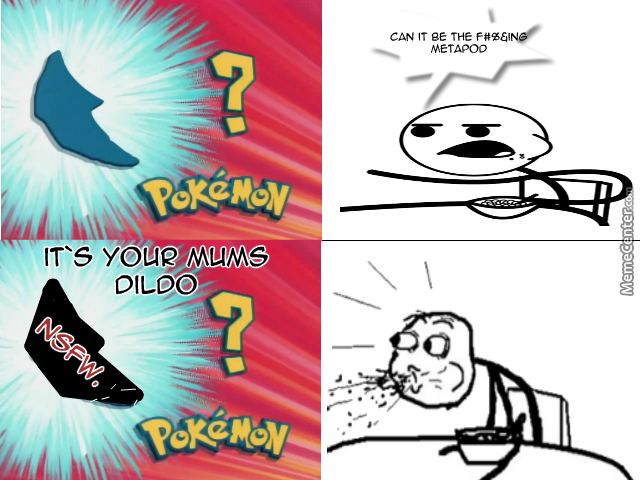 ?
POKéMON
CAN IT BE THE F#%&ING
METAPOD
IT`S YOUR MUMS
DILDO
NSFW.
?
POKéMON
MemeCenter.com